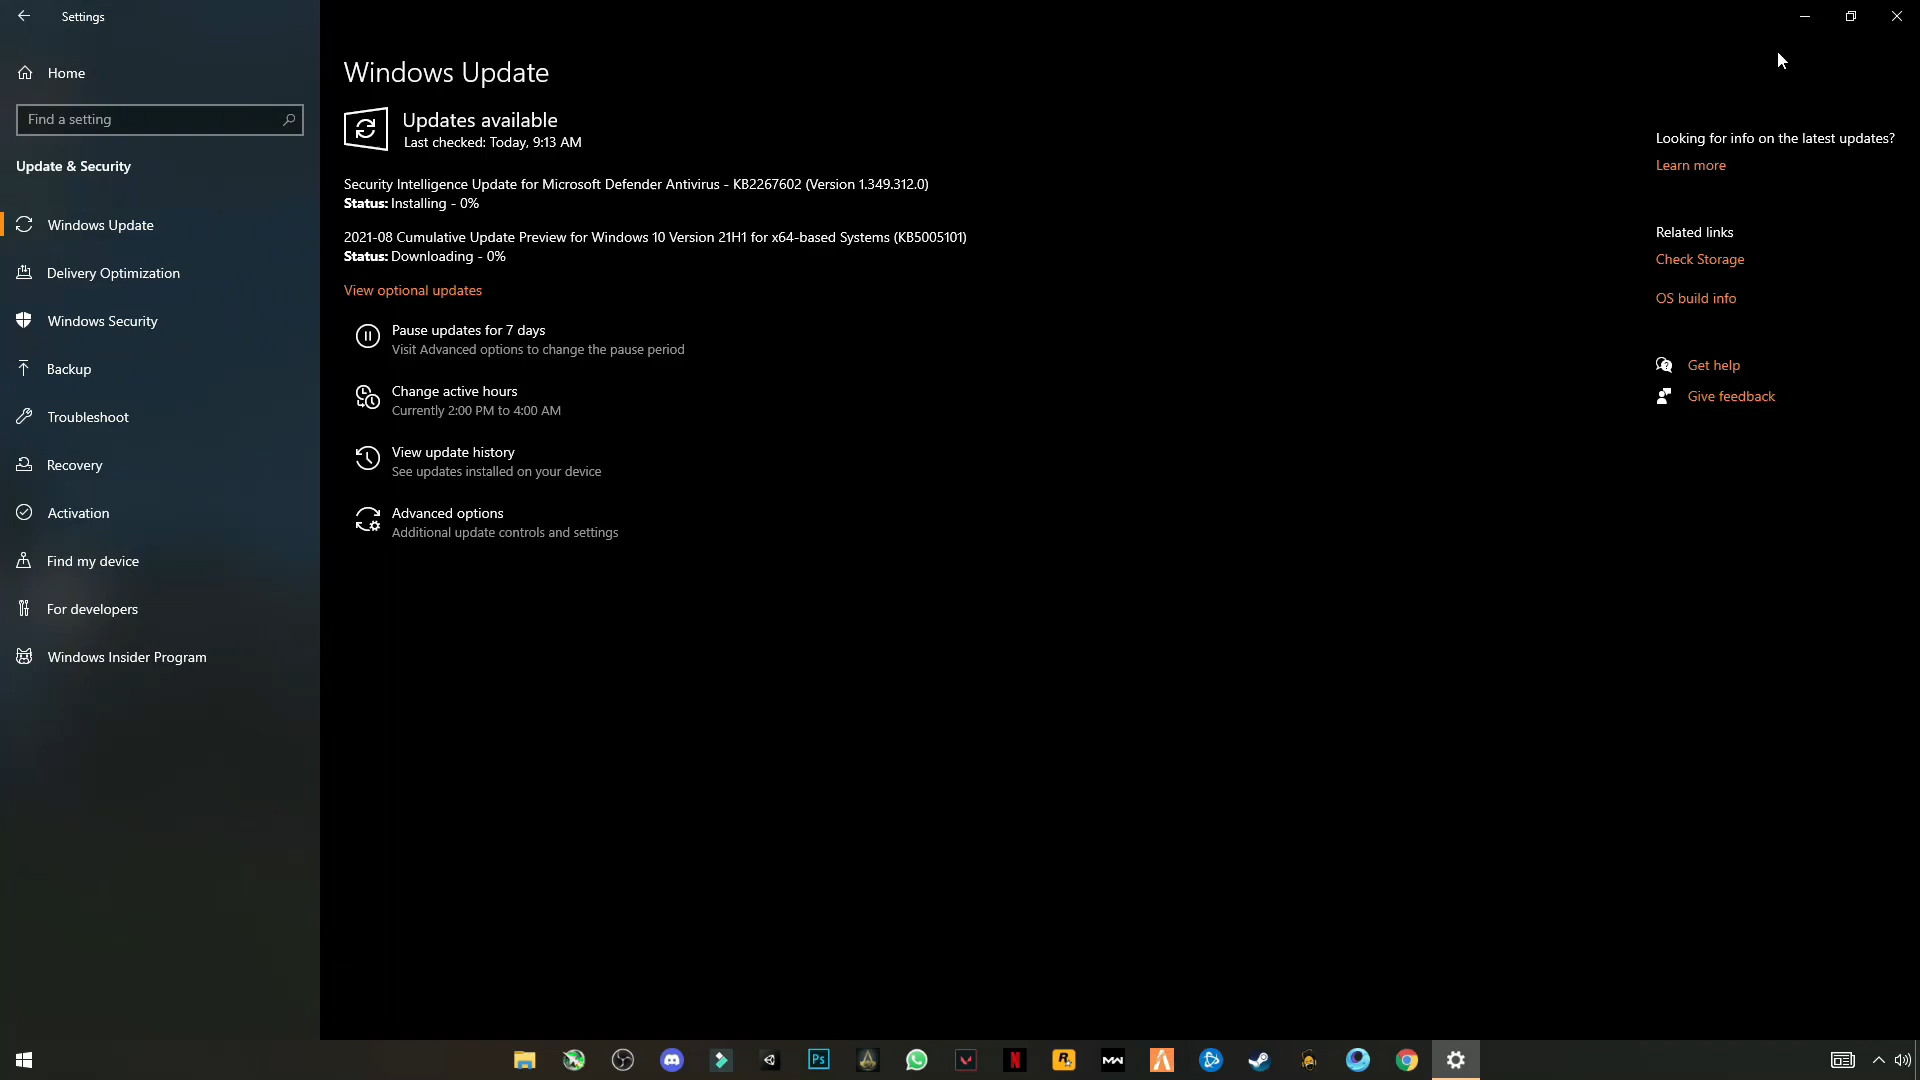 Settings
Home
Find a setting
Update & Security
Windows Update
Delivery Optimization
Windows Security
Backup
Troubleshoot
Recovery
Activation
Find my device
For developers
Windows Insider Program
Windows Update
Updates available
Last checked: Today, 9:13 AM
Security Intelligence Update for Microsoft Defender Antivirus - KB2267602 (Version 1.349.312.0)
Status: Installing - 0%
2021-08 Cumulative Update Preview for Windows 10 Version 21H1 for x64-based Systems (KB5005101)
Status: Downloading - 0%
View optional updates
Pause updates for 7 days
Visit Advanced options to change the pause period
Change active hours
Currently 2:00 PM to 4:00 AM
View update history
See updates installed on your device
Advanced options
Additional update controls and settings
Looking for info on the latest updates?
Learn more
Related links
Check Storage
OS build info
Get help
Give feedback
Ps
N
R
MW